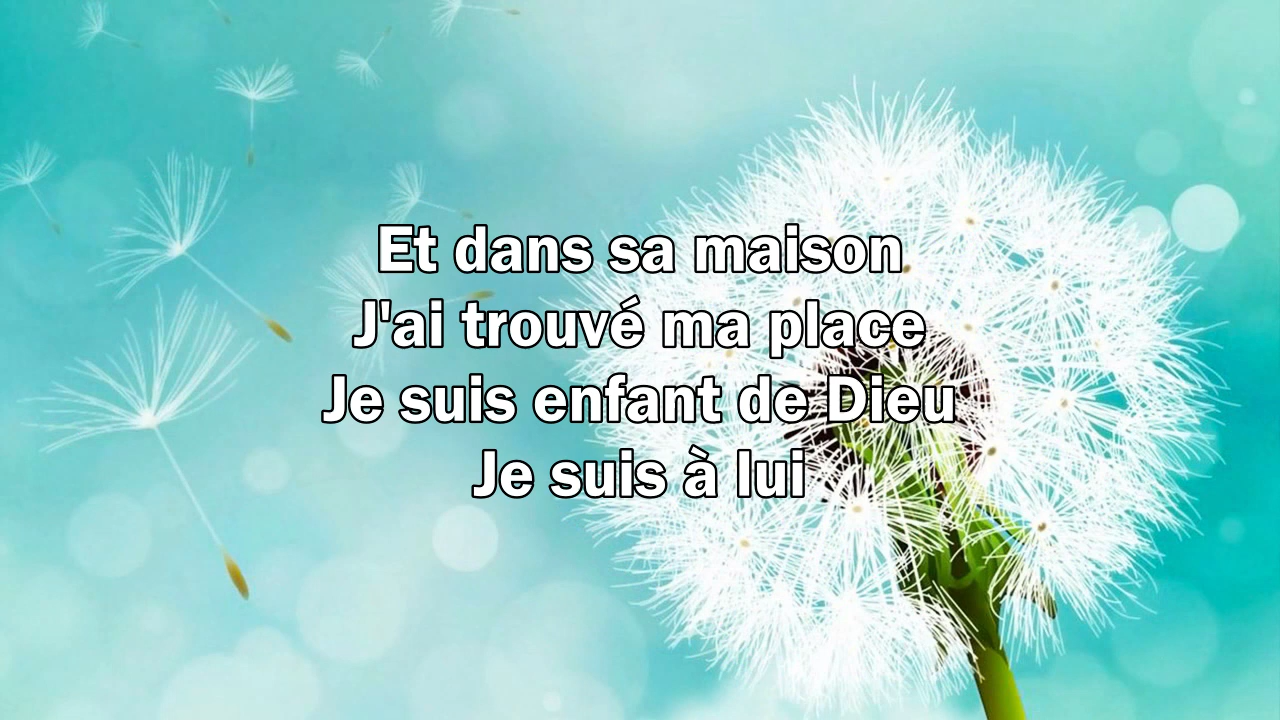 Et dans sa maison
J'ai trouvé ma place
Je suis enfant de Dieu
Je suis à lui